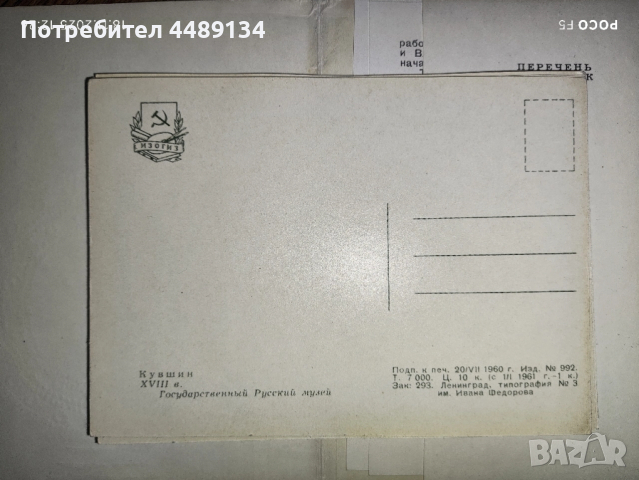 Потребител 4489134
POCO F5
рабо
и В
нача
ПЕРЕЧЕНЬ
ИЗОГИЗ
Кувшин
XVIII в.
Государственный Русский музей
Подп. к печ. 20/VII 1960 г. Изд. № 992.
Т. 7 000. Ц. 10 к. (с 1/I 1961 г.-1 к.)
Зак: 293. Ленинград, типография № 3
им. Ивана Федорова
BAZAR